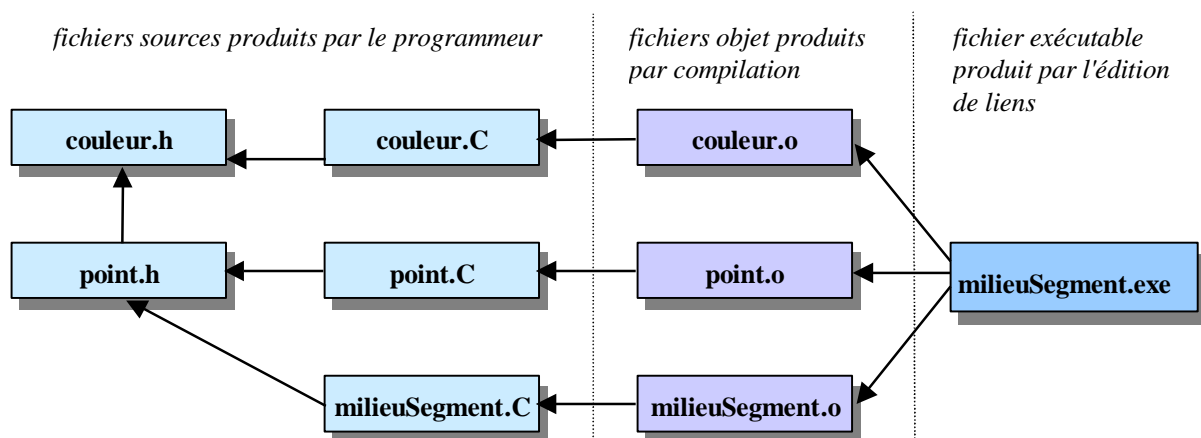 fichiers sources produits par le programmeur
fichiers objet produits
par compilation
fichier exécutable
produit par l'édition
de liens
couleur.h
couleur.C
couleur.o
point.h
point.C
point.o
milieuSegment.exe
milieuSegment.C
milieuSegment.o